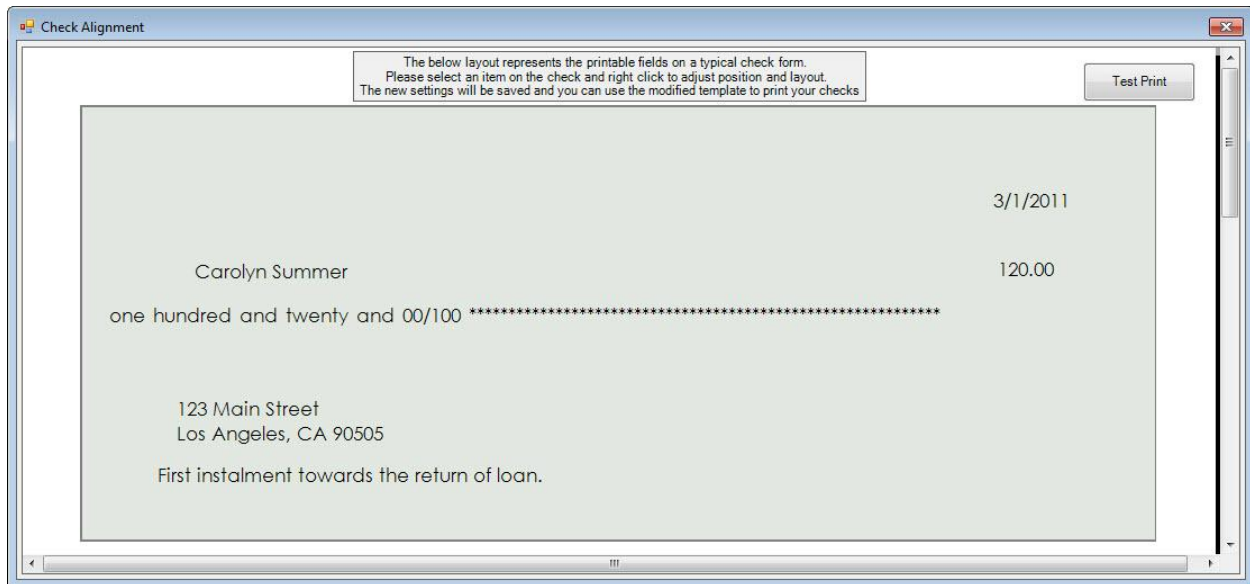 Check Alignment
The below layout represents the printable fields on a typical check form.
Please select an item on the check and right click to adjust position and layout.
The new settings will be saved and you can use the modified template to print your checks
Test Print
3/1/2011
Carolyn Summer 120.00
one hundred and twenty and 00/100 ************************************************************
123 Main Street
Los Angeles, CA 90505
First instalment towards the return of loan.